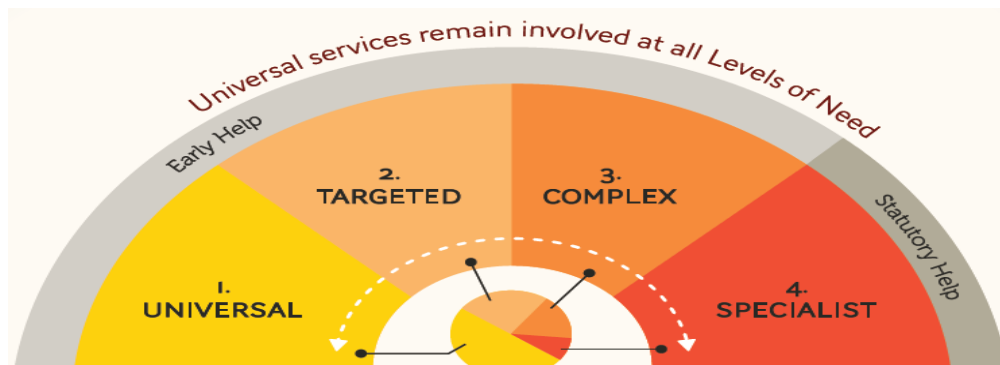 Universal services remain involved at all Levels of Need
Early Help
Statutory Help
1.
UNIVERSAL
2.
TARGETED
3.
COMPLEX
4.
SPECIALIST